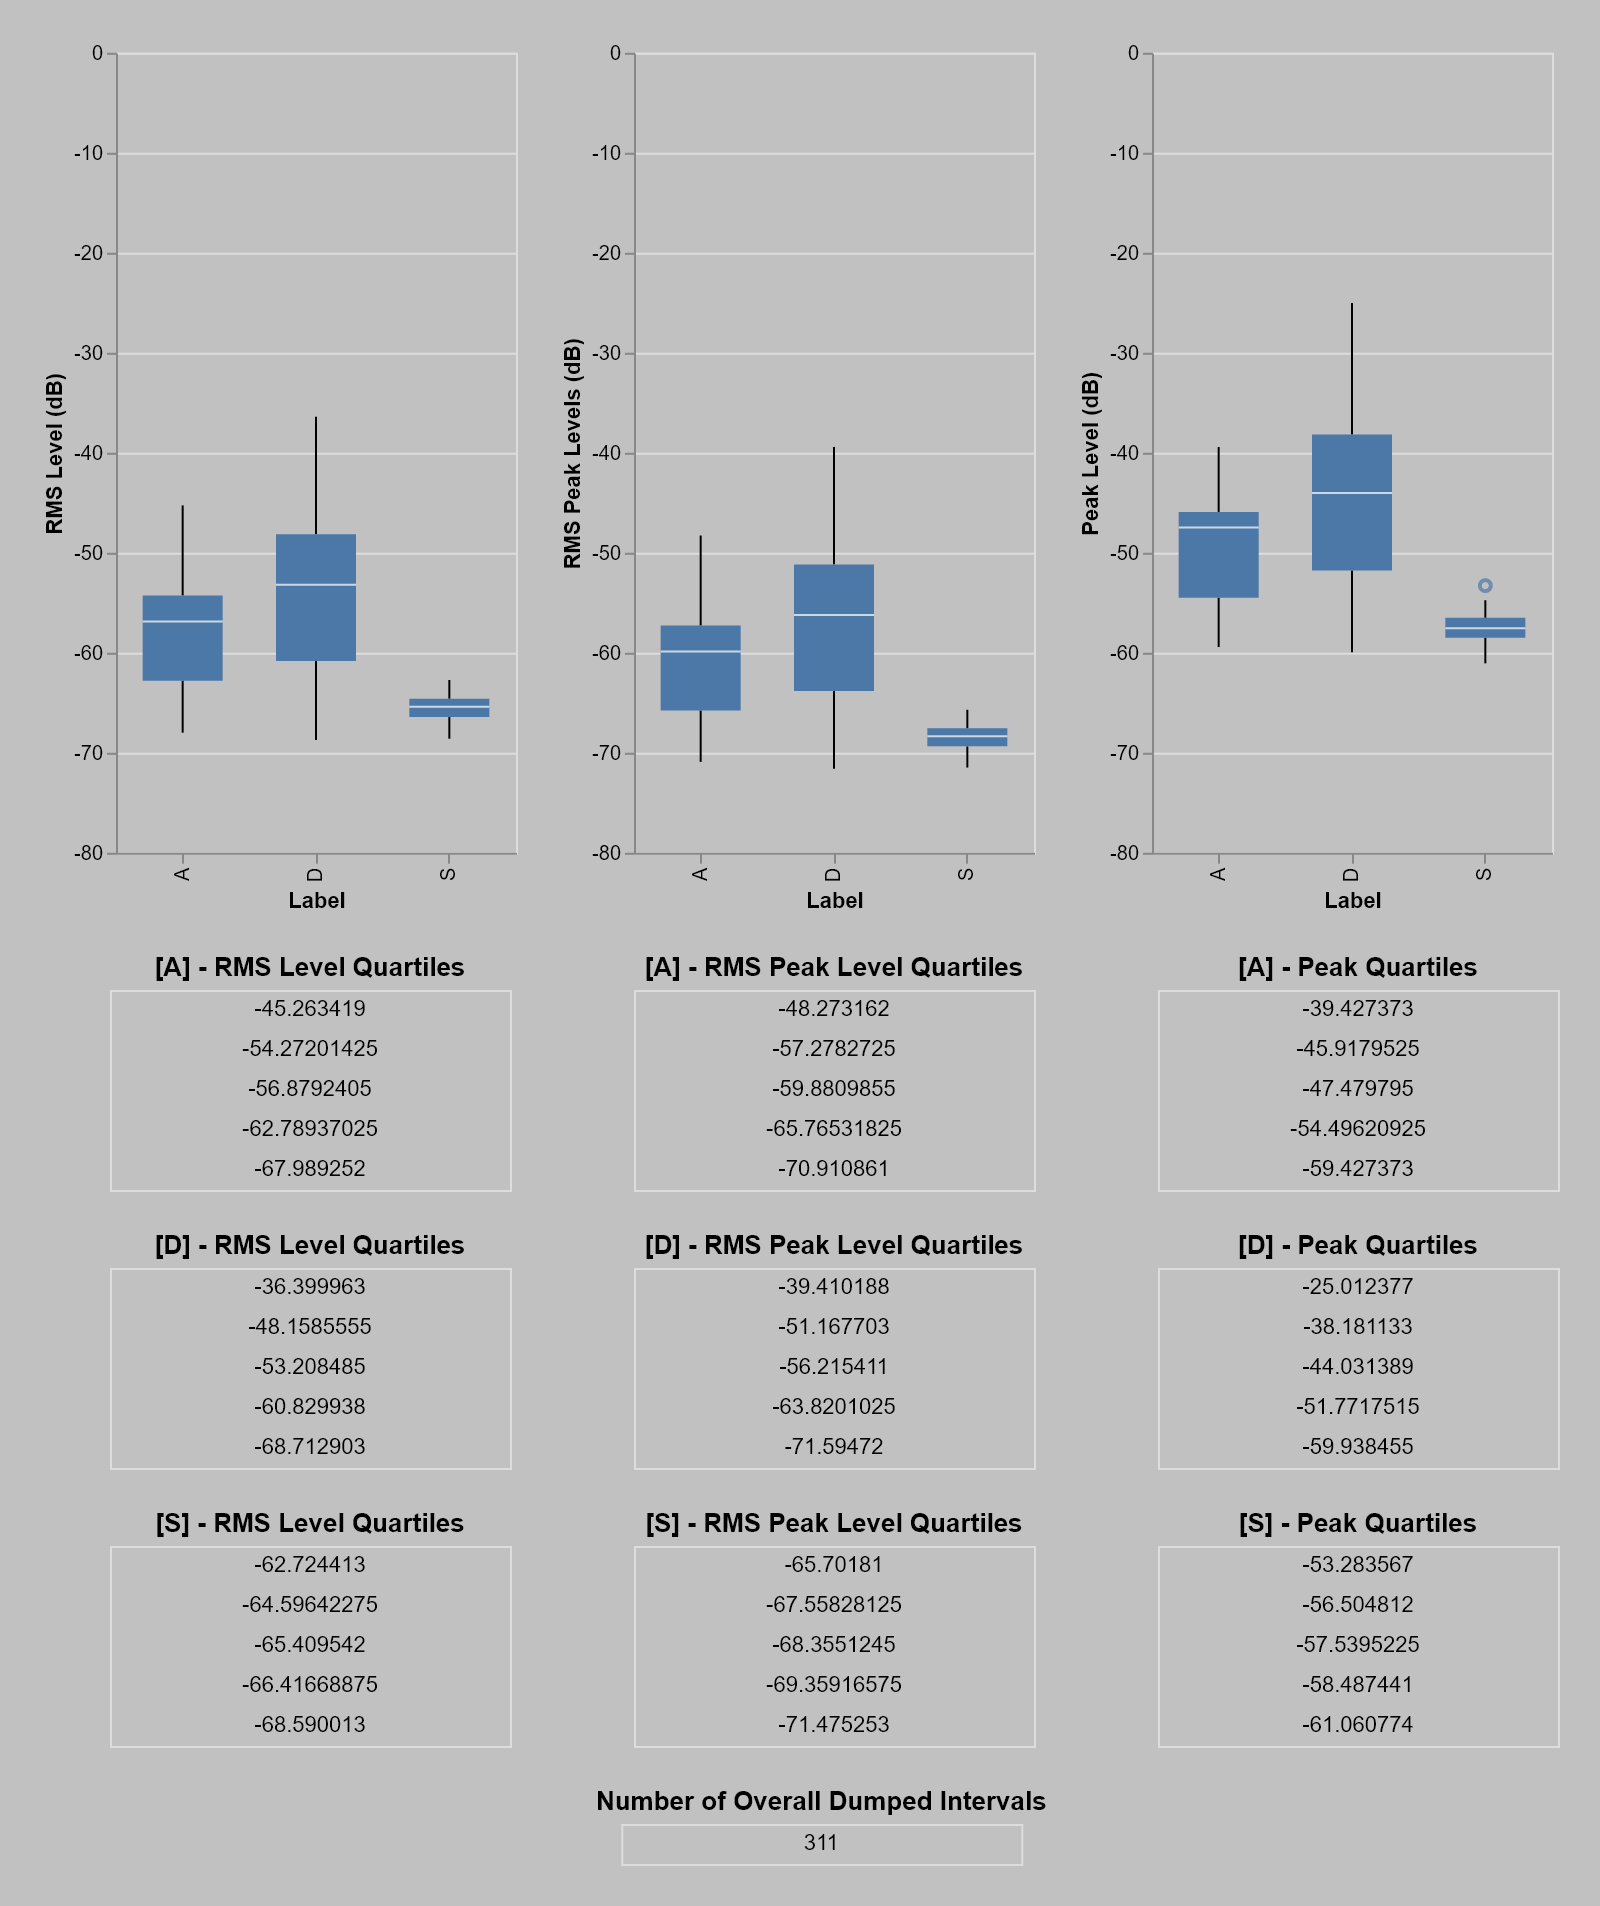 0
-10
-20
-30
-40
-50
-60
-70
-80
RMS Level (dB)
A
D
S
Label
0
-10
-20
-30
-40
-50
-60
-70
-80
RMS Peak Levels (dB)
A
D
S
Label
0
-10
-20
-30
-40
-50
-60
-70
-80
Peak Level (dB)
A
D
S
Label
[A] - RMS Level Quartiles
-45.263419
-54.27201425
-56.8792405
-62.78937025
-67.989252
[A] - RMS Peak Level Quartiles
-48.273162
-57.2782725
-59.8809855
-65.76531825
-70.910861
[A] - Peak Quartiles
-39.427373
-45.9179525
-47.479795
-54.49620925
-59.427373
[D] - RMS Level Quartiles
-36.399963
-48.1585555
-53.208485
-60.829938
-68.712903
[D] - RMS Peak Level Quartiles
-39.410188
-51.167703
-56.215411
-63.8201025
-71.59472
[D] - Peak Quartiles
-25.012377
-38.181133
-44.031389
-51.7717515
-59.938455
[S] - RMS Level Quartiles
-62.724413
-64.59642275
-65.409542
-66.41668875
-68.590013
[S] - RMS Peak Level Quartiles
-65.70181
-67.55828125
-68.3551245
-69.35916575
-71.475253
[S] - Peak Quartiles
-53.283567
-56.504812
-57.5395225
-58.487441
-61.060774
Number of Overall Dumped Intervals
311